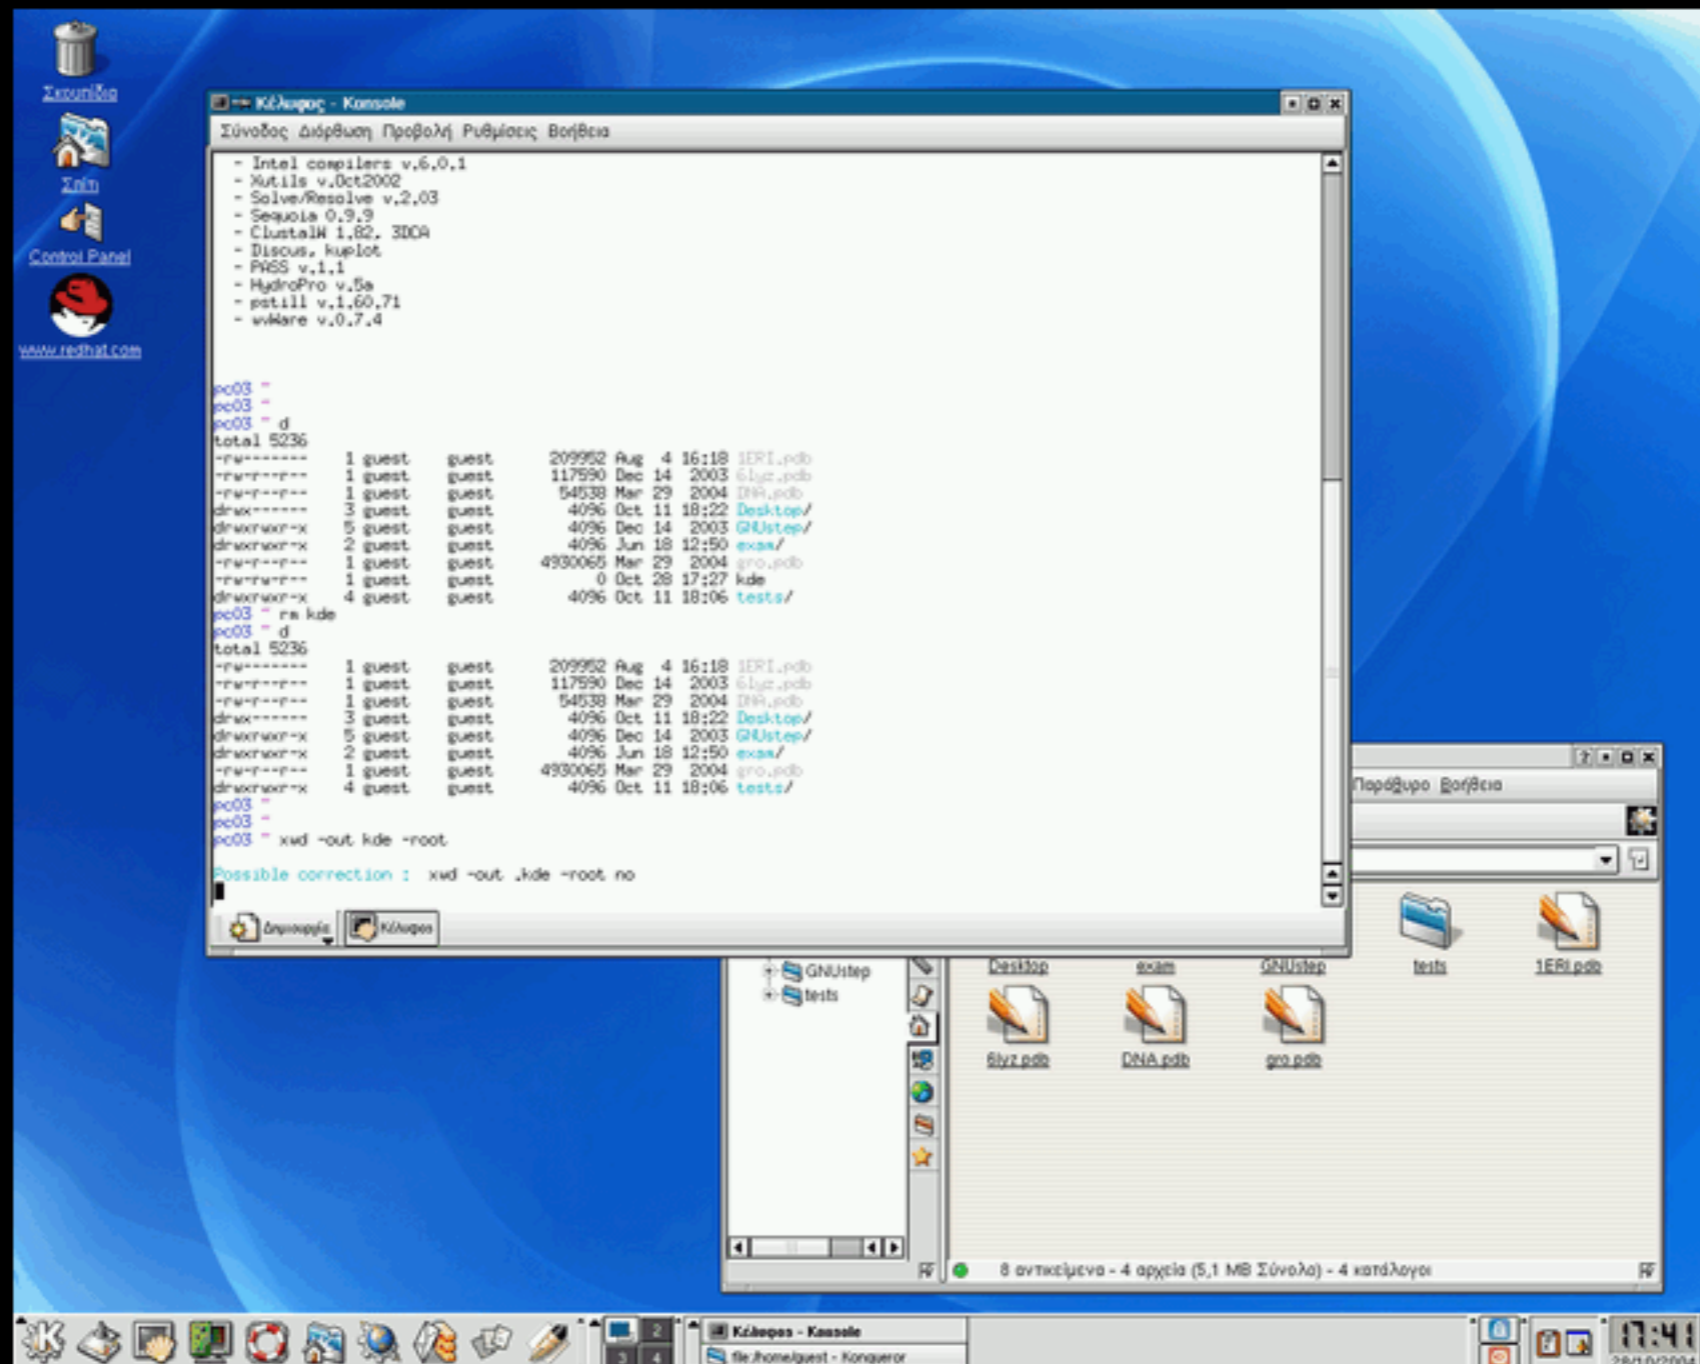 Σκουπίδια
Σπίτι
Control Panel
www.redhat.com
Κέλυφος - Konsole
Σύνοδος Διόρθωση Προβολή Ρυθμίσεις Βοήθεια
- Intel compilers v.6.0.1
- Xutils v.Oct2002
- Solve/Resolve v.2.03
- Sequoia 0.9.9
- ClustalW 1.82, 3DCA
- Discus, kuplot
- PASS v.1.1
- HydroPro v.5a
- pstill v.1.60.71
- wvWare v.0.7.4
pc03 ~
pc03 ~
pc03 ~ d
total 5236
-rw------- 1 guest guest 209952 Aug 4 16:18 1ERI.pdb
-rw-r--r-- 1 guest guest 117590 Dec 14 2003 6lyz.pdb
-rw-r--r-- 1 guest guest 54538 Mar 29 2004 DNA.pdb
drwx------ 3 guest guest 4096 Oct 11 18:22 Desktop/
drwxrwxr-x 5 guest guest 4096 Dec 14 2003 GNUstep/
drwxrwxr-x 2 guest guest 4096 Jun 18 12:50 exam/
-rw-r--r-- 1 guest guest 4930065 Mar 29 2004 gro.pdb
-rw-rw-r-- 1 guest guest 0 Oct 28 17:27 kde
drwxrwxr-x 4 guest guest 4096 Oct 11 18:06 tests/
pc03 ~ rm kde
pc03 ~ d
total 5236
-rw------- 1 guest guest 209952 Aug 4 16:18 1ERI.pdb
-rw-r--r-- 1 guest guest 117590 Dec 14 2003 6lyz.pdb
-rw-r--r-- 1 guest guest 54538 Mar 29 2004 DNA.pdb
drwx------ 3 guest guest 4096 Oct 11 18:22 Desktop/
drwxrwxr-x 5 guest guest 4096 Dec 14 2003 GNUstep/
drwxrwxr-x 2 guest guest 4096 Jun 18 12:50 exam/
-rw-r--r-- 1 guest guest 4930065 Mar 29 2004 gro.pdb
drwxrwxr-x 4 guest guest 4096 Oct 11 18:06 tests/
pc03 ~
pc03 ~
pc03 ~ xwd -out kde -root
Possible correction : xwd -out .kde -root no
Δημιουργία Κέλυφος
Παράθυρο Βοήθεια
GNUstep
tests
Desktop exam GNUstep tests 1ERI.pdb
6lyz.pdb DNA.pdb gro.pdb
8 αντικείμενα - 4 αρχεία (5,1 MB Σύνολο) - 4 κατάλογοι
2
3 4
Κέλυφος - Konsole
file:/home/guest - Konqueror
17:41
28/10/2004